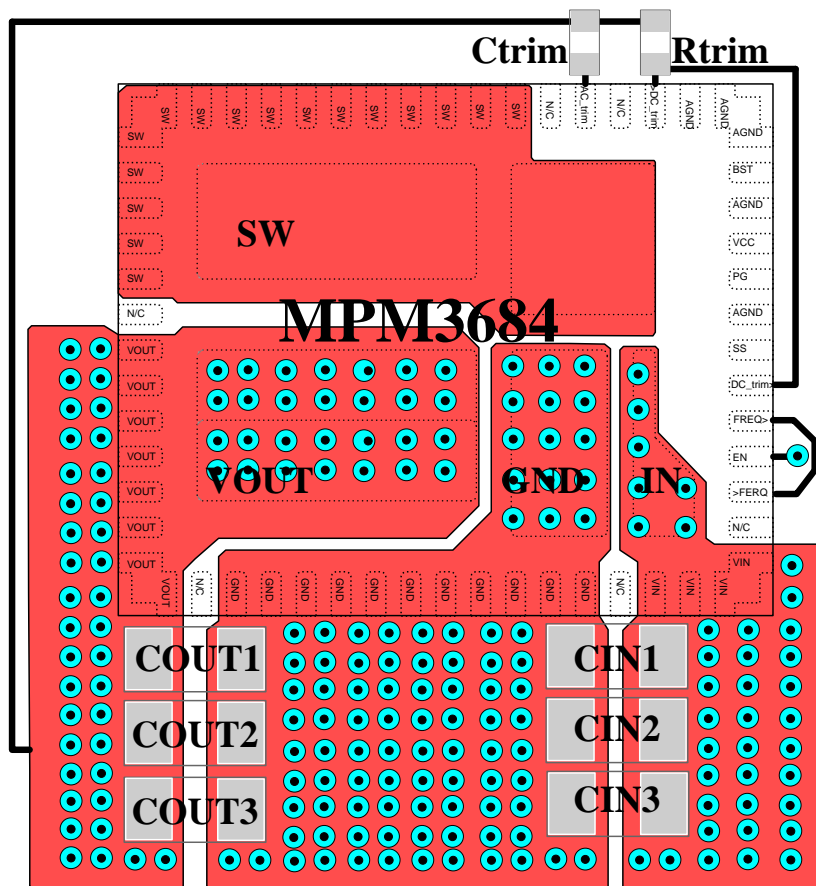 Ctrim Rtrim
SW SW SW SW SW SW SW SW SW SW SW N/C AC_trim N/C >DC_trim AGND AGND
SW AGND
SW BST
SW AGND
SW SW VCC
SW PG
N/C MPM3684 AGND
VOUT SS
VOUT DC_trim>
VOUT FREQ>
VOUT EN
VOUT VOUT GND IN >FERQ
VOUT N/C
VOUT VIN
VOUT N/C GND GND GND GND GND GND GND GND GND GND GND N/C VIN VIN VIN
COUT1 CIN1
COUT2 CIN2
COUT3 CIN3